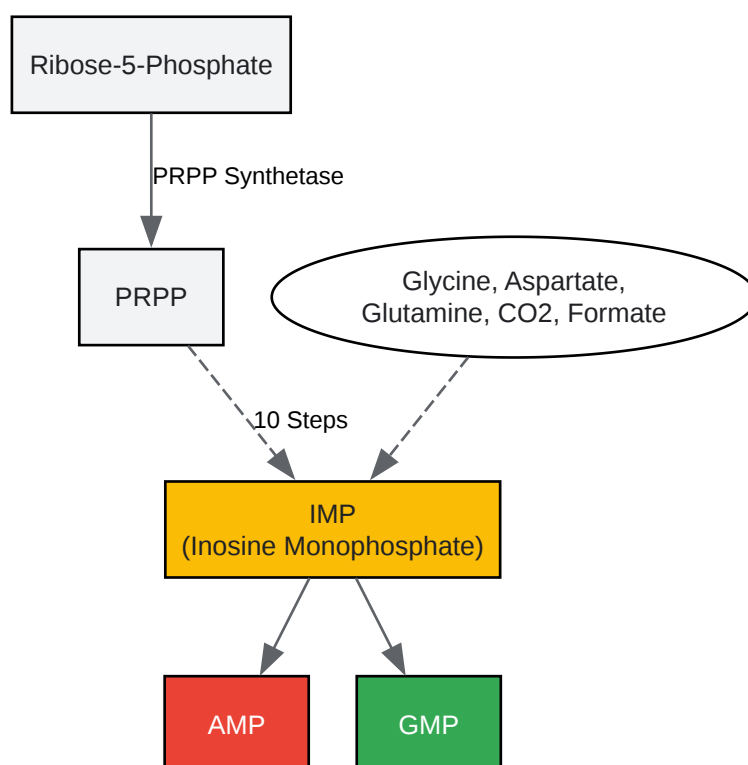 Ribose-5-Phosphate
PRPP Synthetase
PRPP
Glycine, Aspartate,
Glutamine, CO2, Formate
10 Steps
IMP
(Inosine Monophosphate)
AMP
GMP